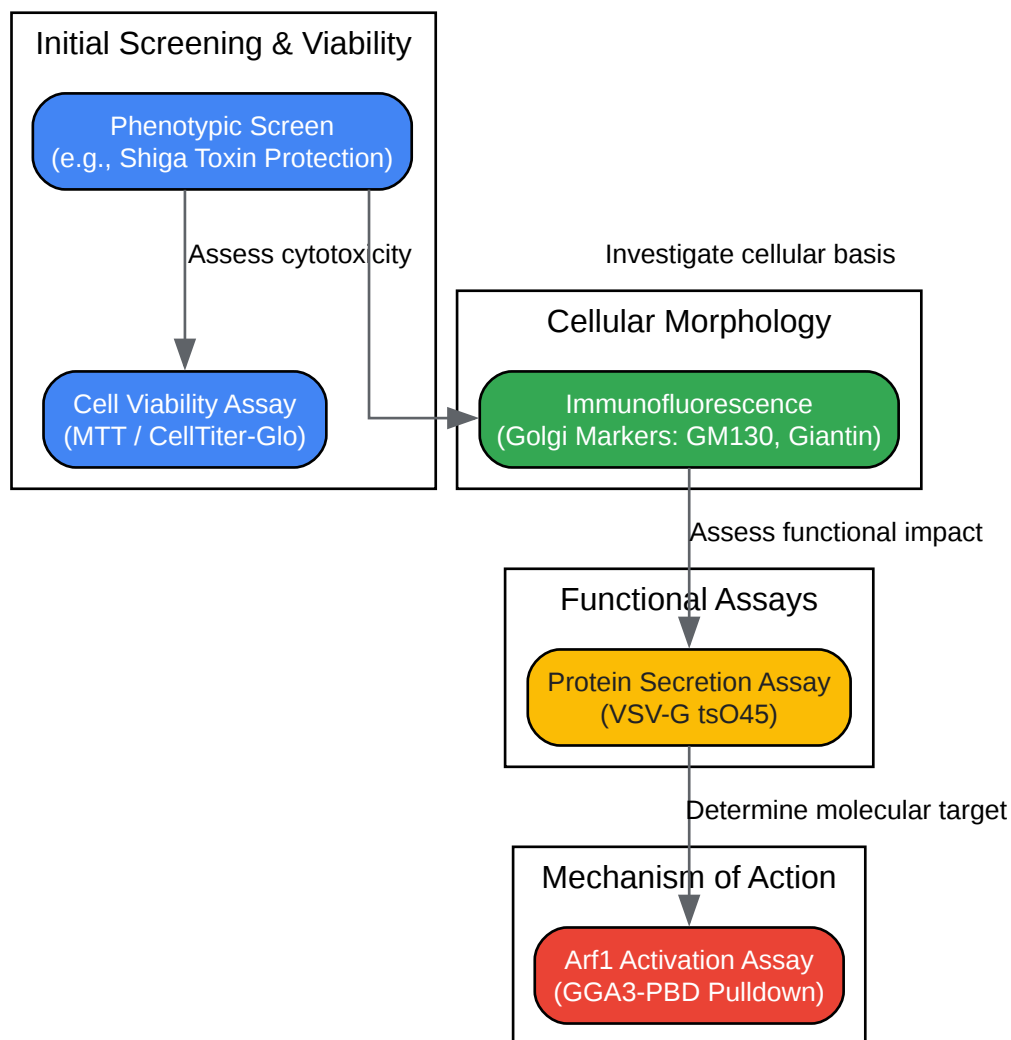 Initial Screening & Viability
Phenotypic Screen
(e.g., Shiga Toxin Protection)
Assess cytotoxicity
Investigate cellular basis
Cellular Morphology
Cell Viability Assay
(MTT / CellTiter-Glo)
Immunofluorescence
(Golgi Markers: GM130, Giantin)
Assess functional impact
Functional Assays
Protein Secretion Assay
(VSV-G tsO45)
Determine molecular target
Mechanism of Action
Arf1 Activation Assay
(GGA3-PBD Pulldown)